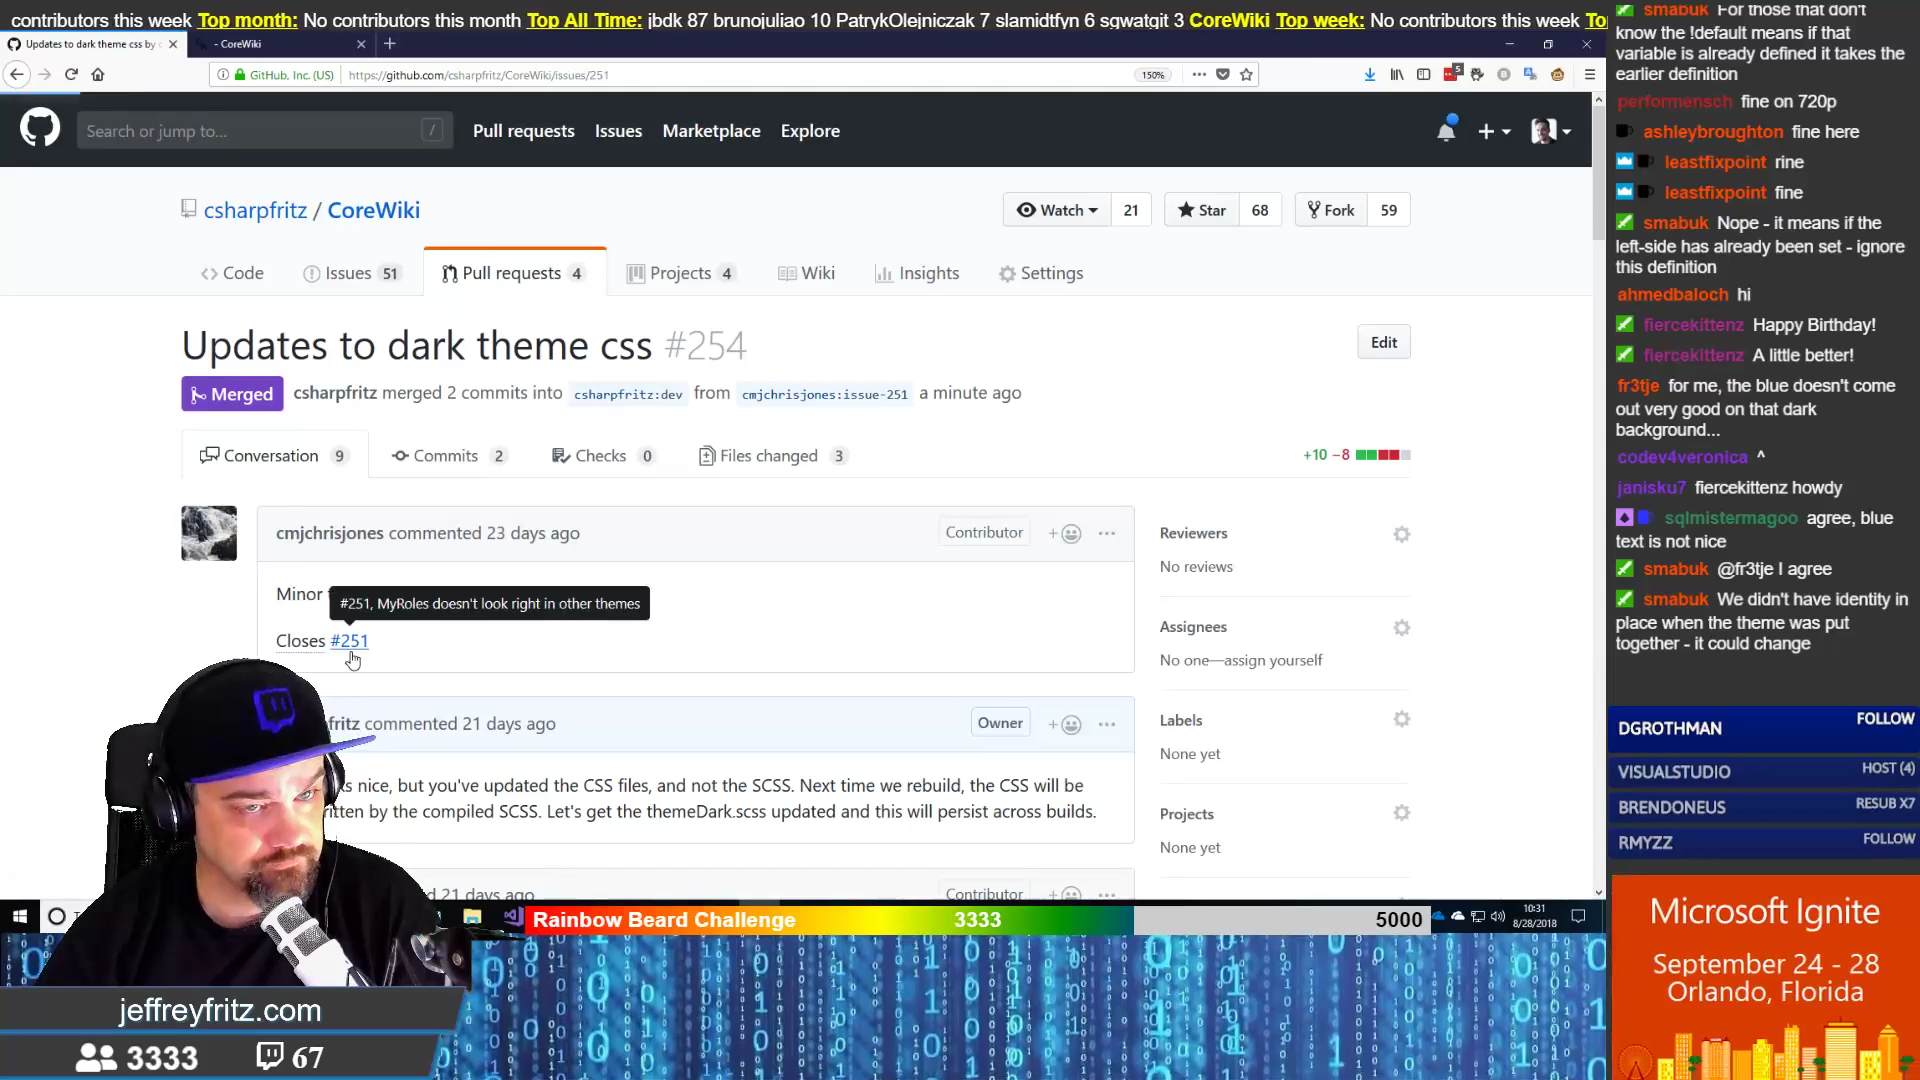 contributors this week Top month: No contributors this month Top All Time: jbdk 87 brunojuliao 10 PatrykOlejniczak 7 slamidtfyn 6 sgwatgit 3 CoreWiki Top week: No contributors this week To
Updates to dark theme css by c
- CoreWiki
GitHub, Inc. (US)
https://github.com/csharpfritz/CoreWiki/issues/251
150%
5
Search or jump to...
/
Pull requests
Issues
Marketplace
Explore
csharpfritz / CoreWiki
Watch 21
Star 68
Fork 59
Code
Issues 51
Pull requests 4
Projects 4
Wiki
Insights
Settings
Updates to dark theme css #254
Edit
Merged
csharpfritz merged 2 commits into csharpfritz:dev from cmjchrisjones:issue-251 a minute ago
Conversation 9
Commits 2
Checks 0
Files changed 3
+10 −8
cmjchrisjones commented 23 days ago
Contributor
Minor
#251, MyRoles doesn't look right in other themes
Closes #251
fritz commented 21 days ago
Owner
s nice, but you've updated the CSS files, and not the SCSS. Next time we rebuild, the CSS will be
itten by the compiled SCSS. Let's get the themeDark.scss updated and this will persist across builds.
d 21 days ago
Contributor
Reviewers
No reviews
Assignees
No one—assign yourself
Labels
None yet
Projects
None yet
smabuk For those that don't
know the !default means if that
variable is already defined it takes the
earlier definition
performensch fine on 720p
ashleybroughton fine here
leastfixpoint rine
leastfixpoint fine
smabuk Nope - it means if the
left-side has already been set - ignore
this definition
ahmedbaloch hi
fiercekittenz Happy Birthday!
fiercekittenz A little better!
fr3tje for me, the blue doesn't come
out very good on that dark
background...
codev4veronica ^
janisku7 fiercekittenz howdy
sqlmistermagoo agree, blue
text is not nice
smabuk @fr3tje I agree
smabuk We didn't have identity in
place when the theme was put
together - it could change
DGROTHMAN FOLLOW
VISUALSTUDIO HOST (4)
BRENDONEUS RESUB X7
RMYZZ FOLLOW
Rainbow Beard Challenge 3333 5000
10:31
8/28/2018
Microsoft Ignite
September 24 - 28
Orlando, Florida
jeffreyfritz.com
3333
67